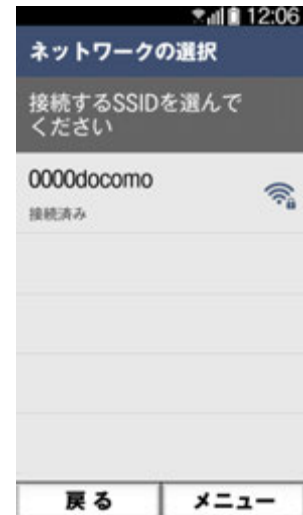 12:06
ネットワークの選択
接続するSSIDを選んで
ください
0000docomo
接続済み
戻る
メニュー